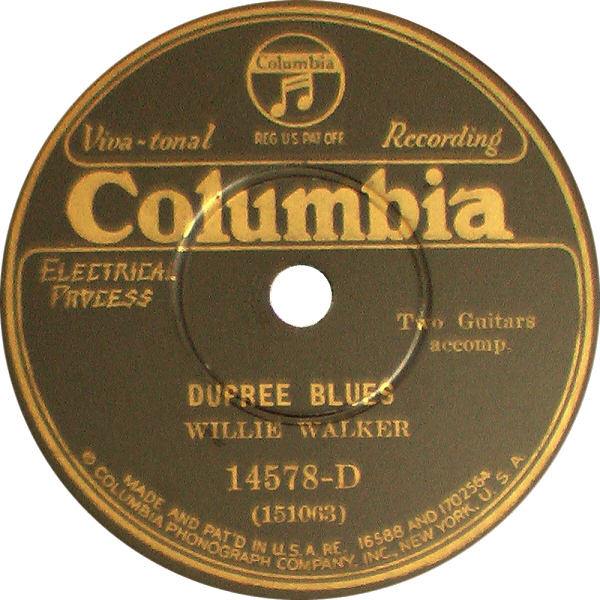 Columbia
REG. U.S. PAT. OFF.
Viva-tonal Recording
Columbia
ELECTRICAL
PROCESS
Two Guitars
accomp.
DUPREE BLUES
WILLIE WALKER
14578-D
(151063)
MADE AND PAT'D IN U.S.A. RE. 16588 AND 1702564
© COLUMBIA PHONOGRAPH COMPANY, INC., NEW YORK, U.S.A.